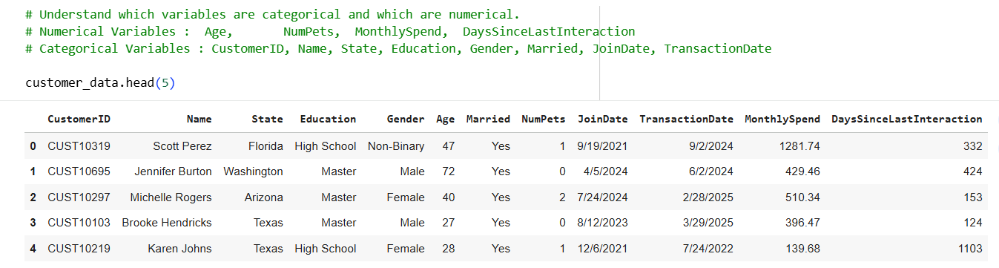 # Understand which variables are categorical and which are numerical.
# Numerical Variables :  Age,       NumPets,  MonthlySpend,  DaysSinceLastInteraction
# Categorical Variables : CustomerID, Name, State, Education, Gender, Married, JoinDate, TransactionDate
customer_data.head(5)
CustomerID Name State Education Gender Age Married NumPets JoinDate TransactionDate MonthlySpend DaysSinceLastInteraction
0 CUST10319 Scott Perez Florida High School Non-Binary 47 Yes 1 9/19/2021 9/2/2024 1281.74 332
1 CUST10695 Jennifer Burton Washington Master Male 72 Yes 0 4/5/2024 6/2/2024 429.46 424
2 CUST10297 Michelle Rogers Arizona Master Female 40 Yes 2 7/24/2024 2/28/2025 510.34 153
3 CUST10103 Brooke Hendricks Texas Master Male 27 Yes 0 8/12/2023 3/29/2025 396.47 124
4 CUST10219 Karen Johns Texas High School Female 28 Yes 1 12/6/2021 7/24/2022 139.68 1103